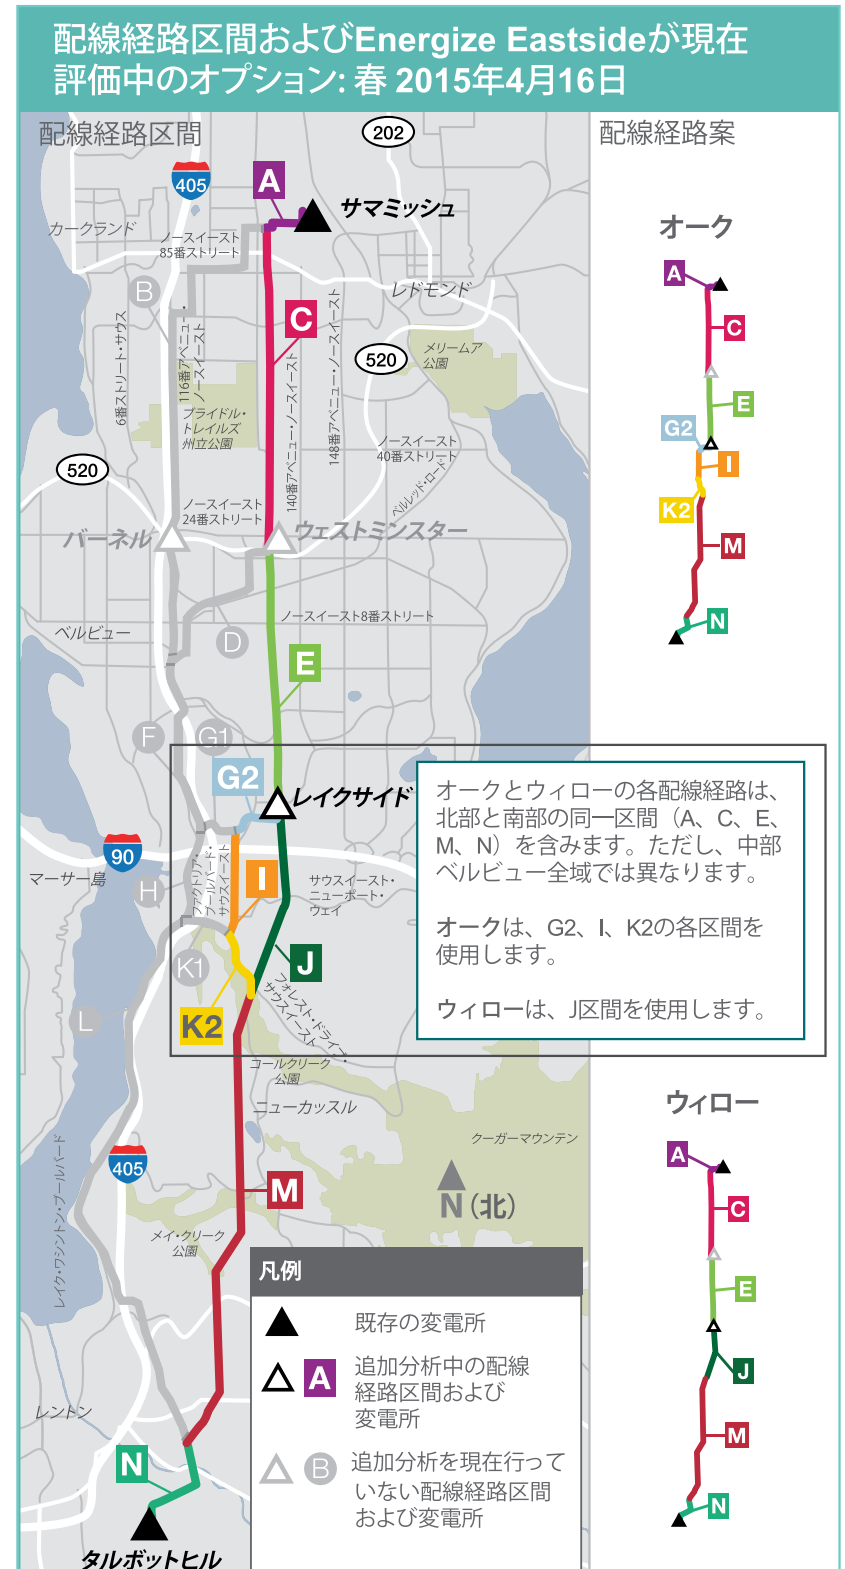 配線経路区間およびEnergize Eastsideが現在
評価中のオプション: 春 2015年4月16日
配線経路区間
配線経路案
202
405
A
サマミッシュ
カークランド
ノースイースト
85番ストリート
B
レドモンド
C
520
メリームア
公園
6番ストリート・サウス
116番アベニュー・
ノースイースト
140番アベニュー・ノースイースト
148番アベニュー・ノースイースト
ブライドル・
トレイルズ
州立公園
ノースイースト
40番ストリート
ベルレッド・ロード
520
ノースイースト
24番ストリート
バーネル
ウェストミンスター
ノースイースト8番ストリート
ベルビュー
D
E
F
G1
G2
レイクサイド
90
マーサー島
H
ファクトリア・
ブールバード・
サウスイースト
I
サウスイースト・
ニューポート・
ウェイ
K1
J
L
K2
フォレスト・ドライブ・
サウスイースト
コールクリーク
公園
ニューカッスル
クーガーマウンテン
405
N (北)
M
レイク・ワシントン・ブールバード
メイ・クリーク
公園
レントン
N
タルボットヒル
オーク
A
C
E
G2
I
K2
M
N
オークとウィローの各配線経路は、
北部と南部の同一区間（A、C、E、
M、N）を含みます。ただし、中部
ベルビュー全域では異なります。
オークは、G2、I、K2の各区間を
使用します。
ウィローは、J区間を使用します。
ウィロー
A
C
E
J
M
N
凡例
既存の変電所
A
追加分析中の配線
経路区間および
変電所
B
追加分析を現在行って
いない配線経路区間
および変電所